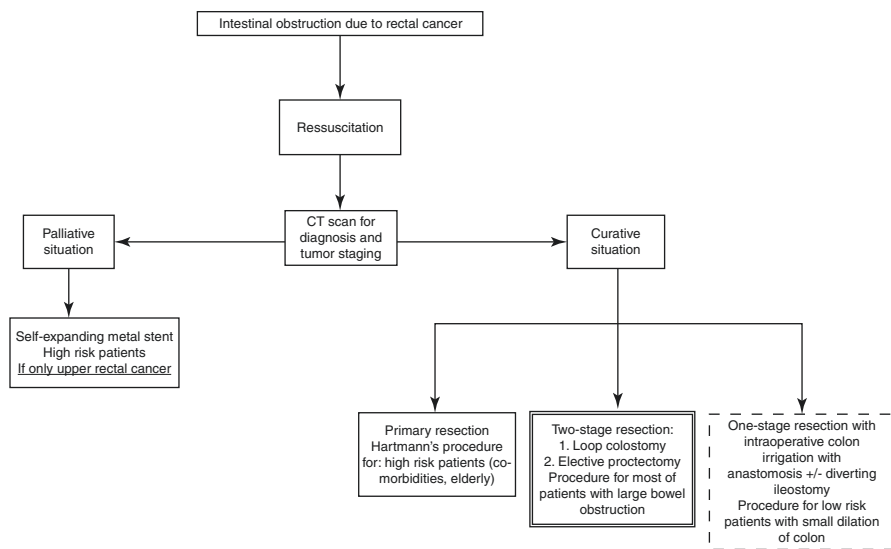 Intestinal obstruction due to rectal cancer
Ressuscitation
CT scan for
diagnosis and
tumor staging
Palliative
situation
Curative
situation
Self-expanding metal stent
High risk patients
If only upper rectal cancer
Primary resection
Hartmann's procedure
for: high risk patients (co-
morbidities, elderly)
Two-stage resection:
1. Loop colostomy
2. Elective proctectomy
Procedure for most of
patients with large bowel
obstruction
One-stage resection with
intraoperative colon
irrigation with
anastomosis +/- diverting
ileostomy
Procedure for low risk
patients with small dilation
of colon